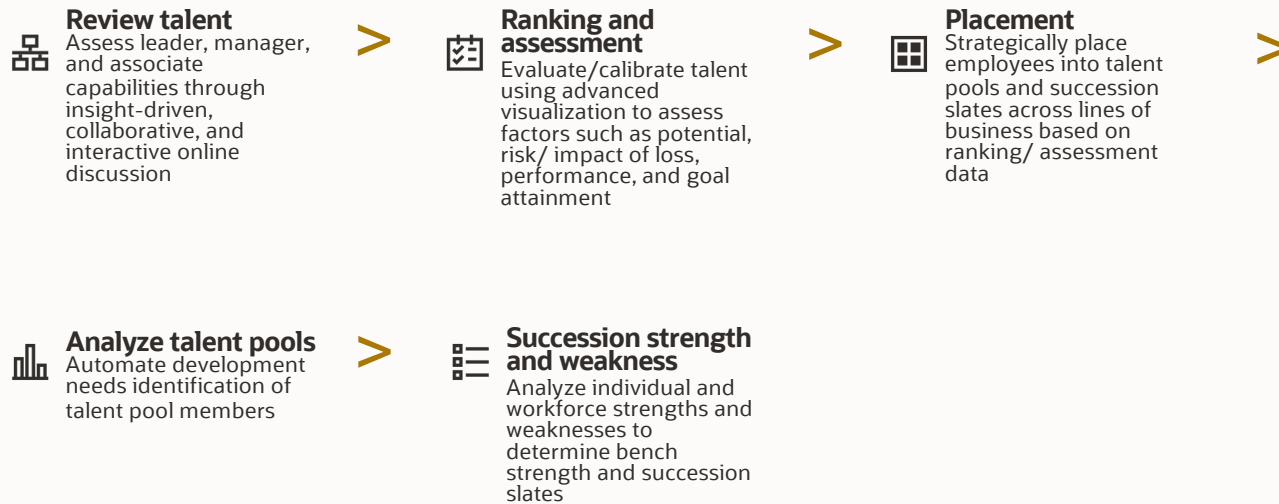 Review talent
Assess leader, manager,
and associate
capabilities through
insight-driven,
collaborative, and
interactive online
discussion
>
Ranking and
assessment
Evaluate/calibrate talent
using advanced
visualization to assess
factors such as potential,
risk/ impact of loss,
performance, and goal
attainment
>
Placement
Strategically place
employees into talent
pools and succession
slates across lines of
business based on
ranking/ assessment
data
>
Analyze talent pools
Automate development
needs identification of
talent pool members
>
Succession strength
and weakness
Analyze individual and
workforce strengths and
weaknesses to
determine bench
strength and succession
slates